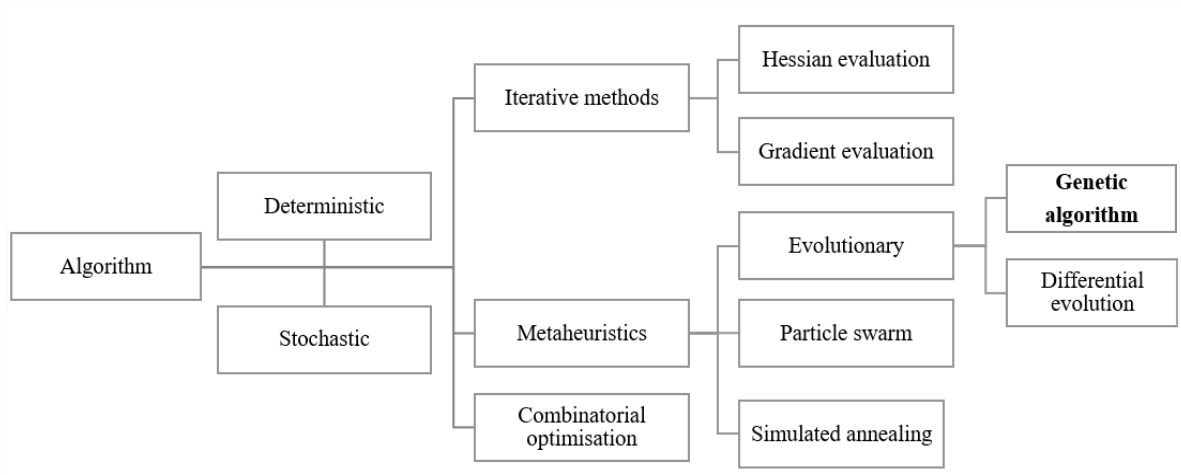 Algorithm
Deterministic
Stochastic
Iterative methods
Metaheuristics
Combinatorial
optimisation
Hessian evaluation
Gradient evaluation
Evolutionary
Particle swarm
Simulated annealing
Genetic
algorithm
Differential
evolution